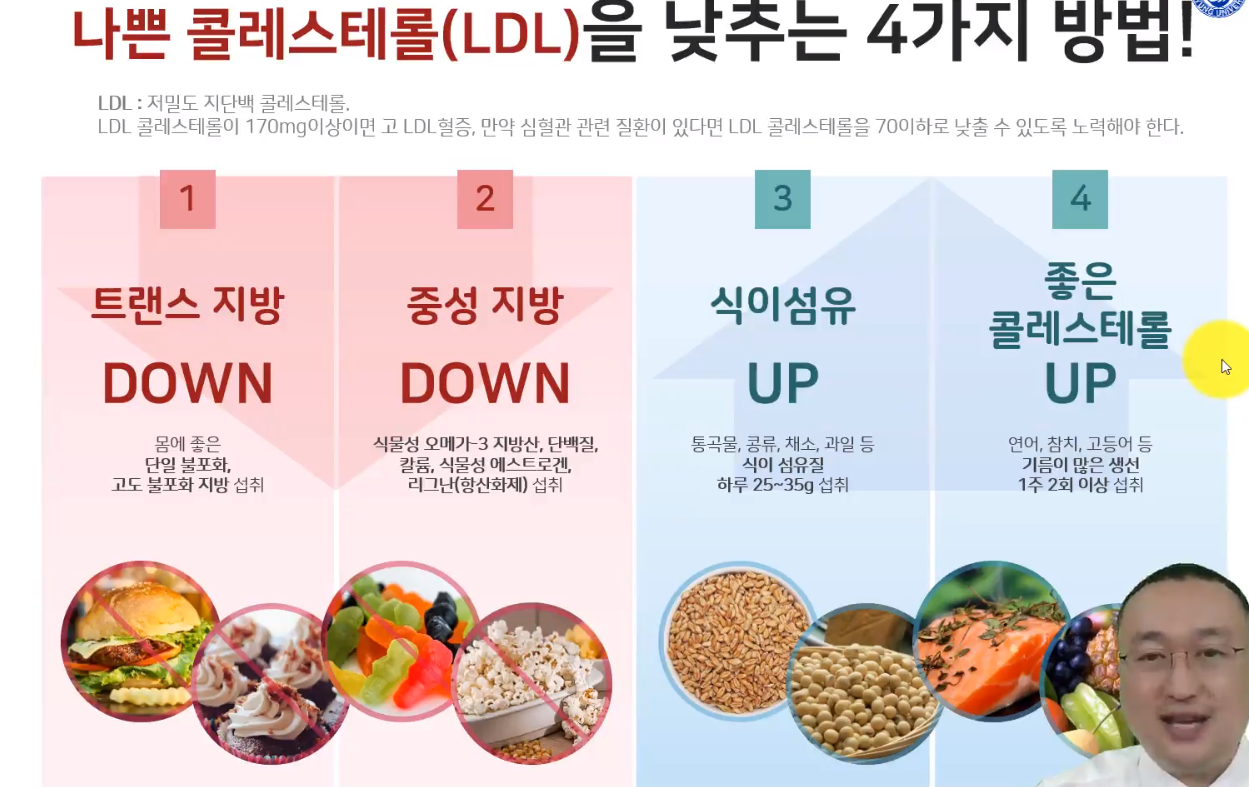 나쁜 콜레스테롤(LDL)을 낮추는 4가지 방법!
LDL : 저밀도 지단백 콜레스테롤.
LDL 콜레스테롤이 170mg이상이면 고 LDL혈증, 만약 심혈관 관련 질환이 있다면 LDL 콜레스테롤을 70이하로 낮출 수 있도록 노력해야 한다.
1
트랜스 지방
DOWN
몸에 좋은
단일 불포화,
고도 불포화 지방 섭취
2
중성 지방
DOWN
식물성 오메가-3 지방산, 단백질,
칼륨, 식물성 에스트로겐,
리그난(항산화제) 섭취
3
식이섬유
UP
통곡물, 콩류, 채소, 과일 등
식이 섬유질
하루 25~35g 섭취
4
좋은
콜레스테롤
UP
연어, 참치, 고등어 등
기름이 많은 생선
1주 2회 이상 섭취